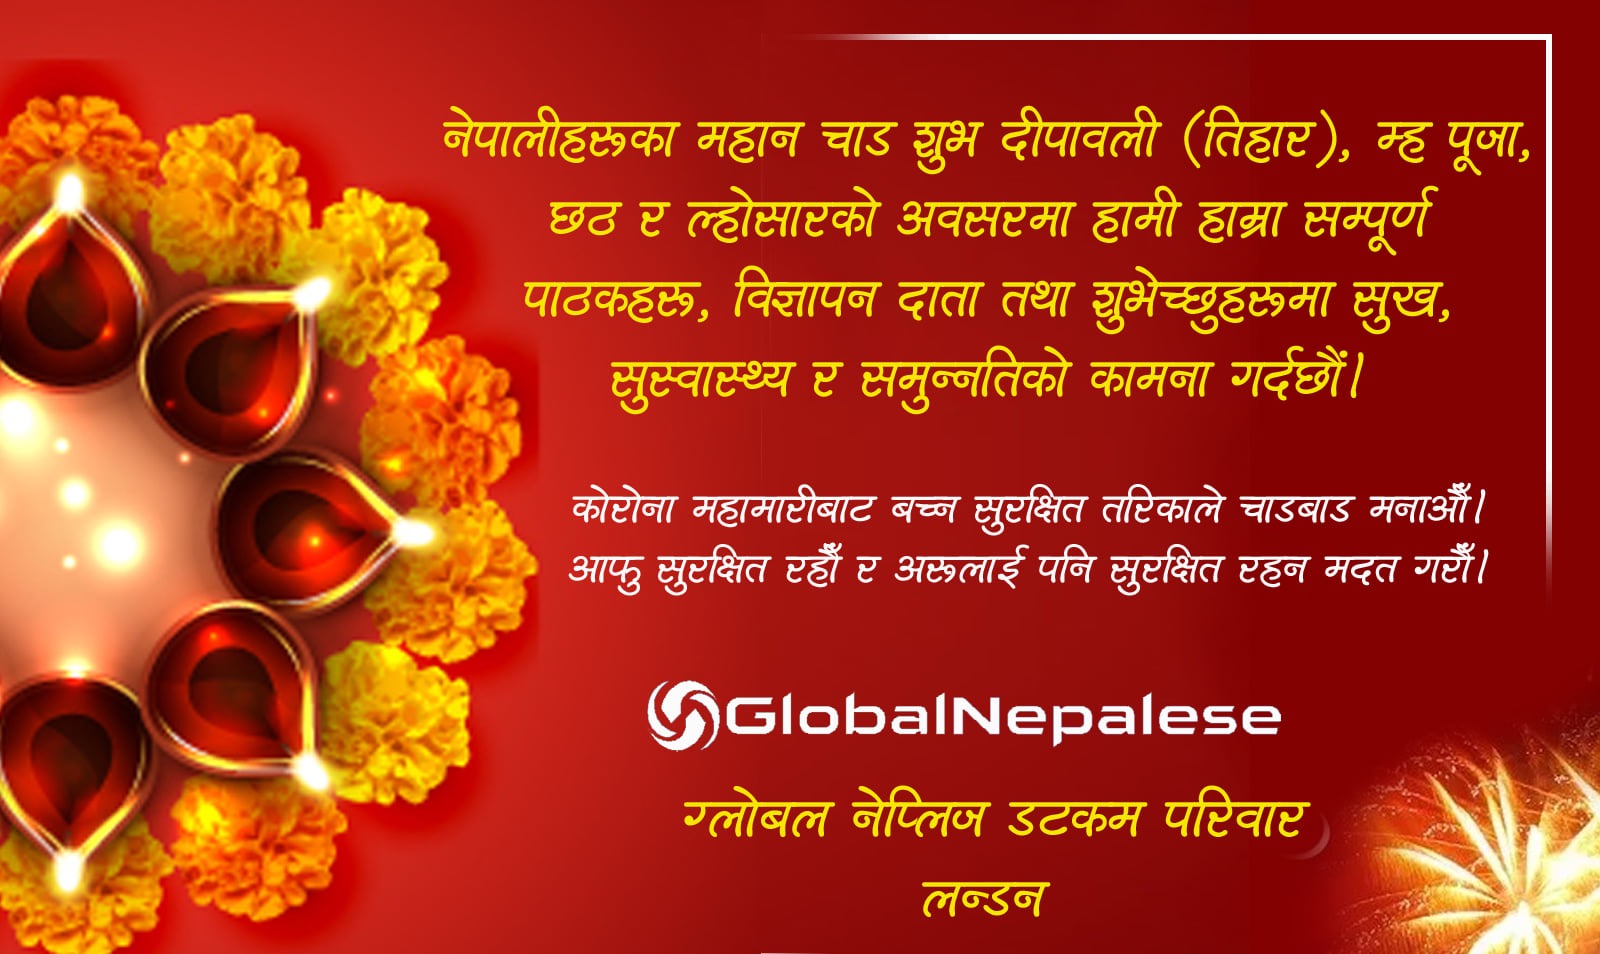 नेपालीहरूका महान चाड शुभ दीपावली (तिहार), म्ह पूजा,
छठ र ल्होसारको अवसरमा हामी हाम्रा सम्पूर्ण
पाठकहरू, विज्ञापन दाता तथा शुभेच्छुहरूमा सुख,
सुस्वास्थ्य र समुन्नतिको कामना गर्दछौं।
कोरोना महामारीबाट बच्न सुरक्षित तरिकाले चाडबाड मनाऔँ।
आफु सुरक्षित रहौँ र अरूलाई पनि सुरक्षित रहन मदत गरौँ।
GlobalNepalese
ग्लोबल नेप्लिज डटकम परिवार
लन्डन